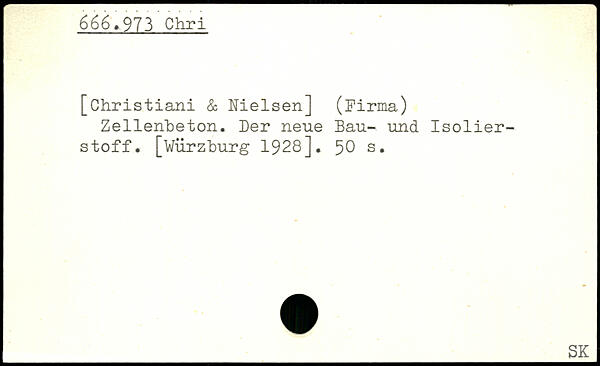 666.973 Chri
[Christiani & Nielsen] (Firma)
Zellenbeton. Der neue Bau- und Isolier-
stoff. [Würzburg 1928]. 50 s.
SK